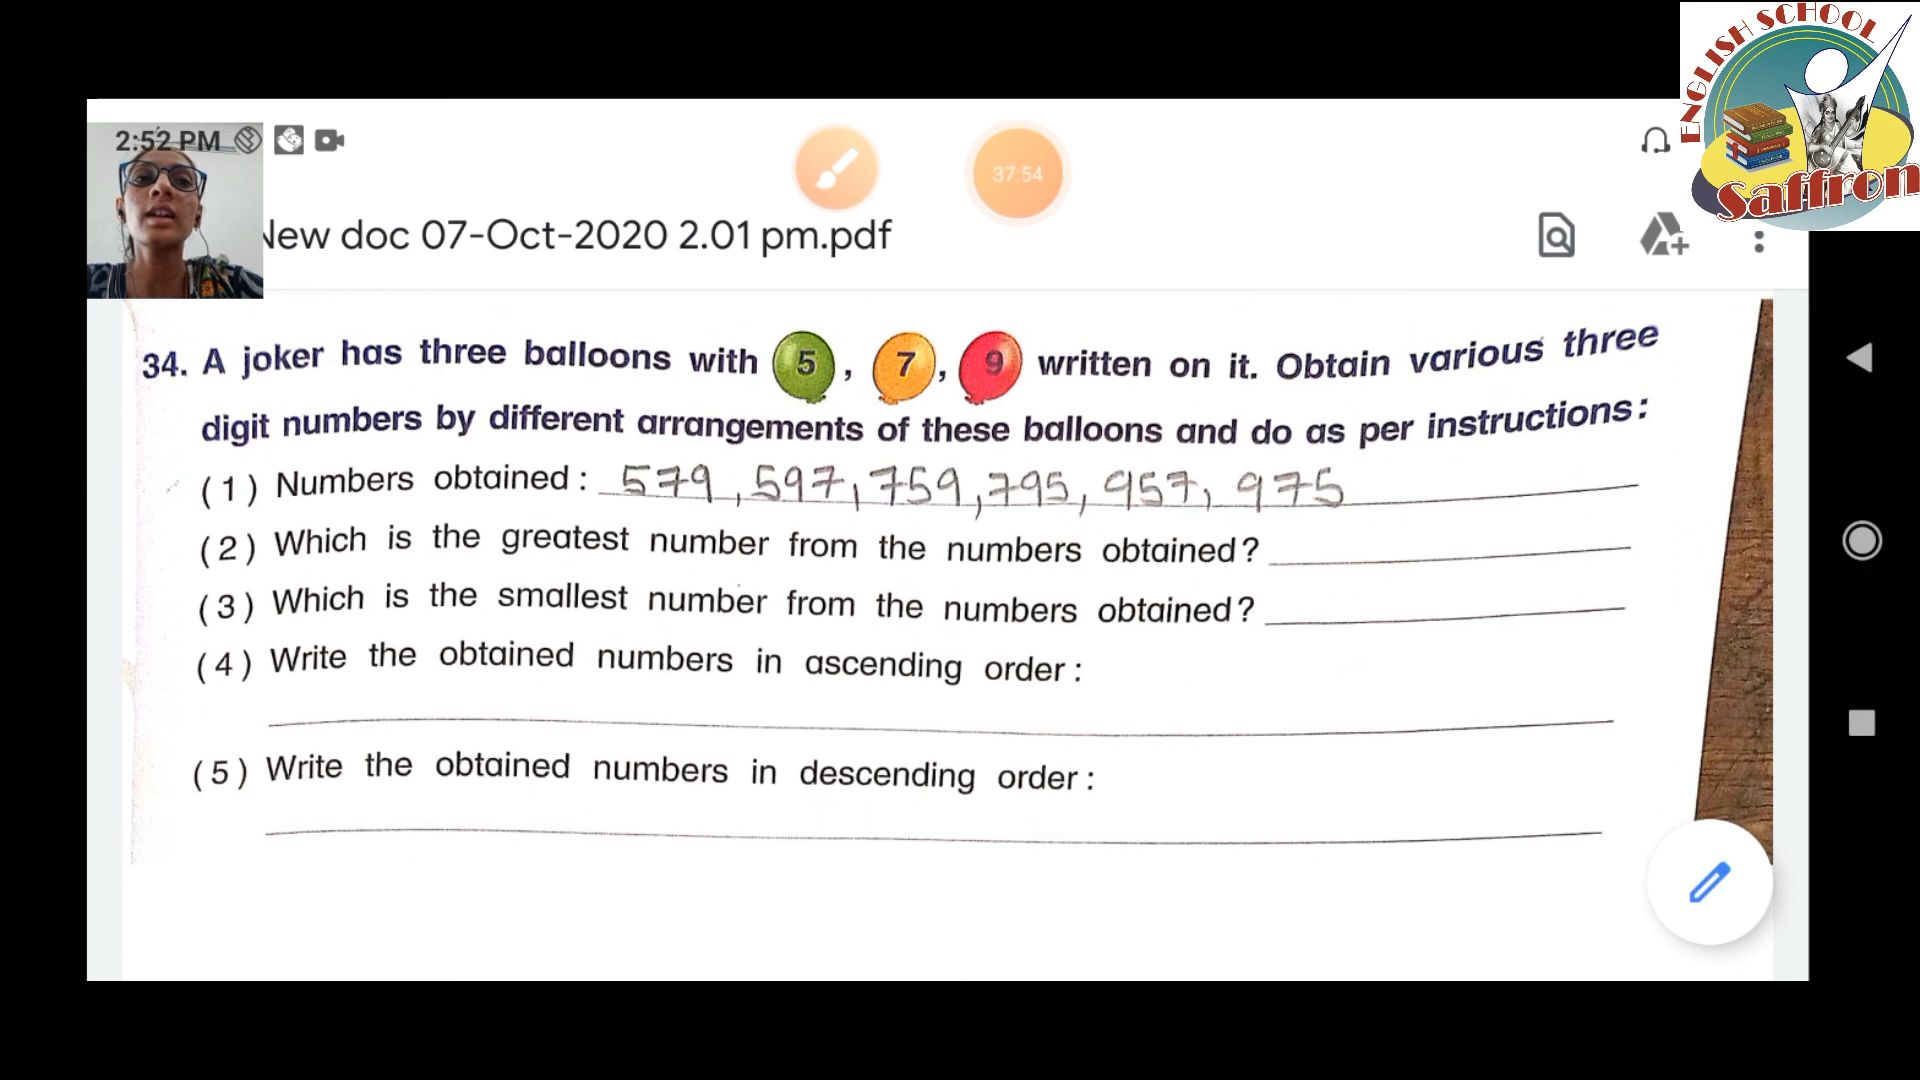 ENGLISH SCHOOL
Saffron
2:52 PM
37:54
New doc 07-Oct-2020 2.01 pm.pdf
34. A joker has three balloons with 5, 7, 9 written on it. Obtain various three
digit numbers by different arrangements of these balloons and do as per instructions:
(1) Numbers obtained: 579, 597, 759, 795, 957, 975
(2) Which is the greatest number from the numbers obtained?
(3) Which is the smallest number from the numbers obtained?
(4) Write the obtained numbers in ascending order:
(5) Write the obtained numbers in descending order: